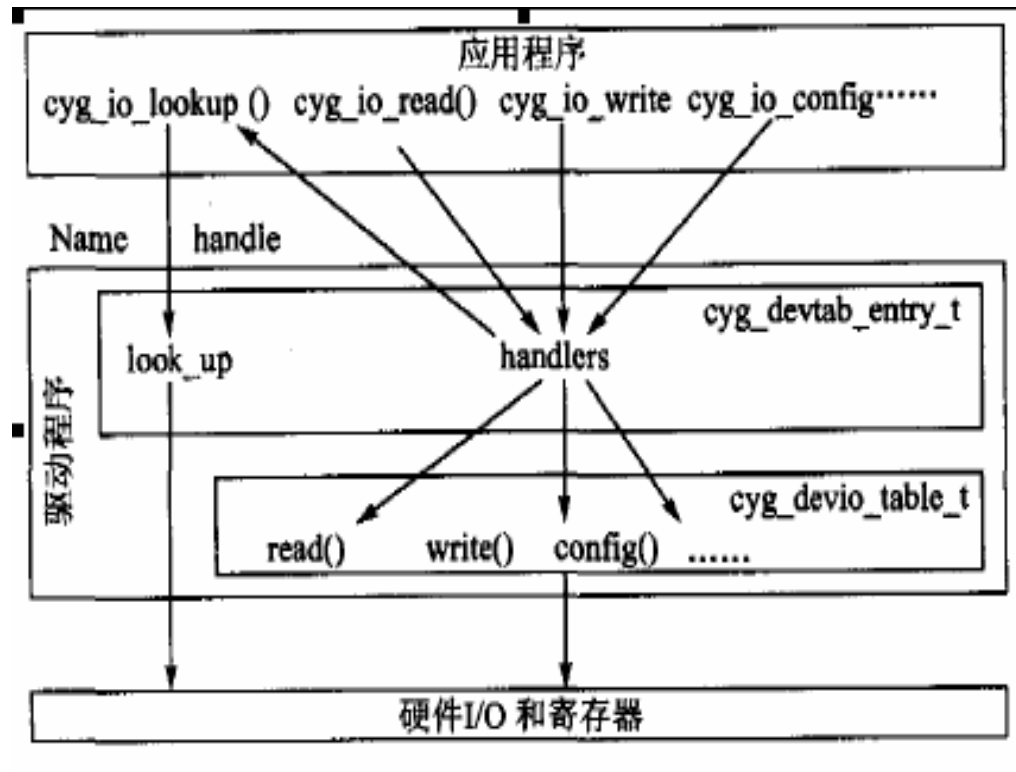 应用程序
cyg_io_lookup () cyg_io_read() cyg_io_write cyg_io_config……
Name handle
cyg_devtab_entry_t
look_up handlers
驱动程序
cyg_devio_table_t
read() write() config() ……
硬件I/O 和寄存器